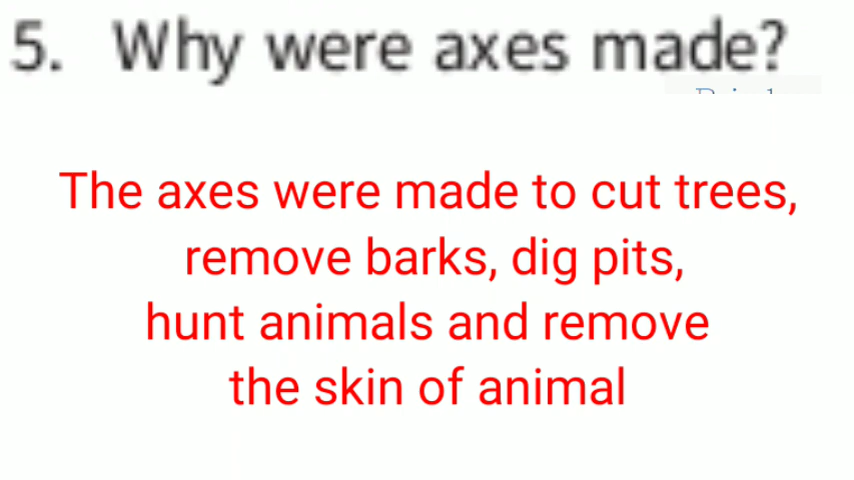 5. Why were axes made?
The axes were made to cut trees,
remove barks, dig pits,
hunt animals and remove
the skin of animal